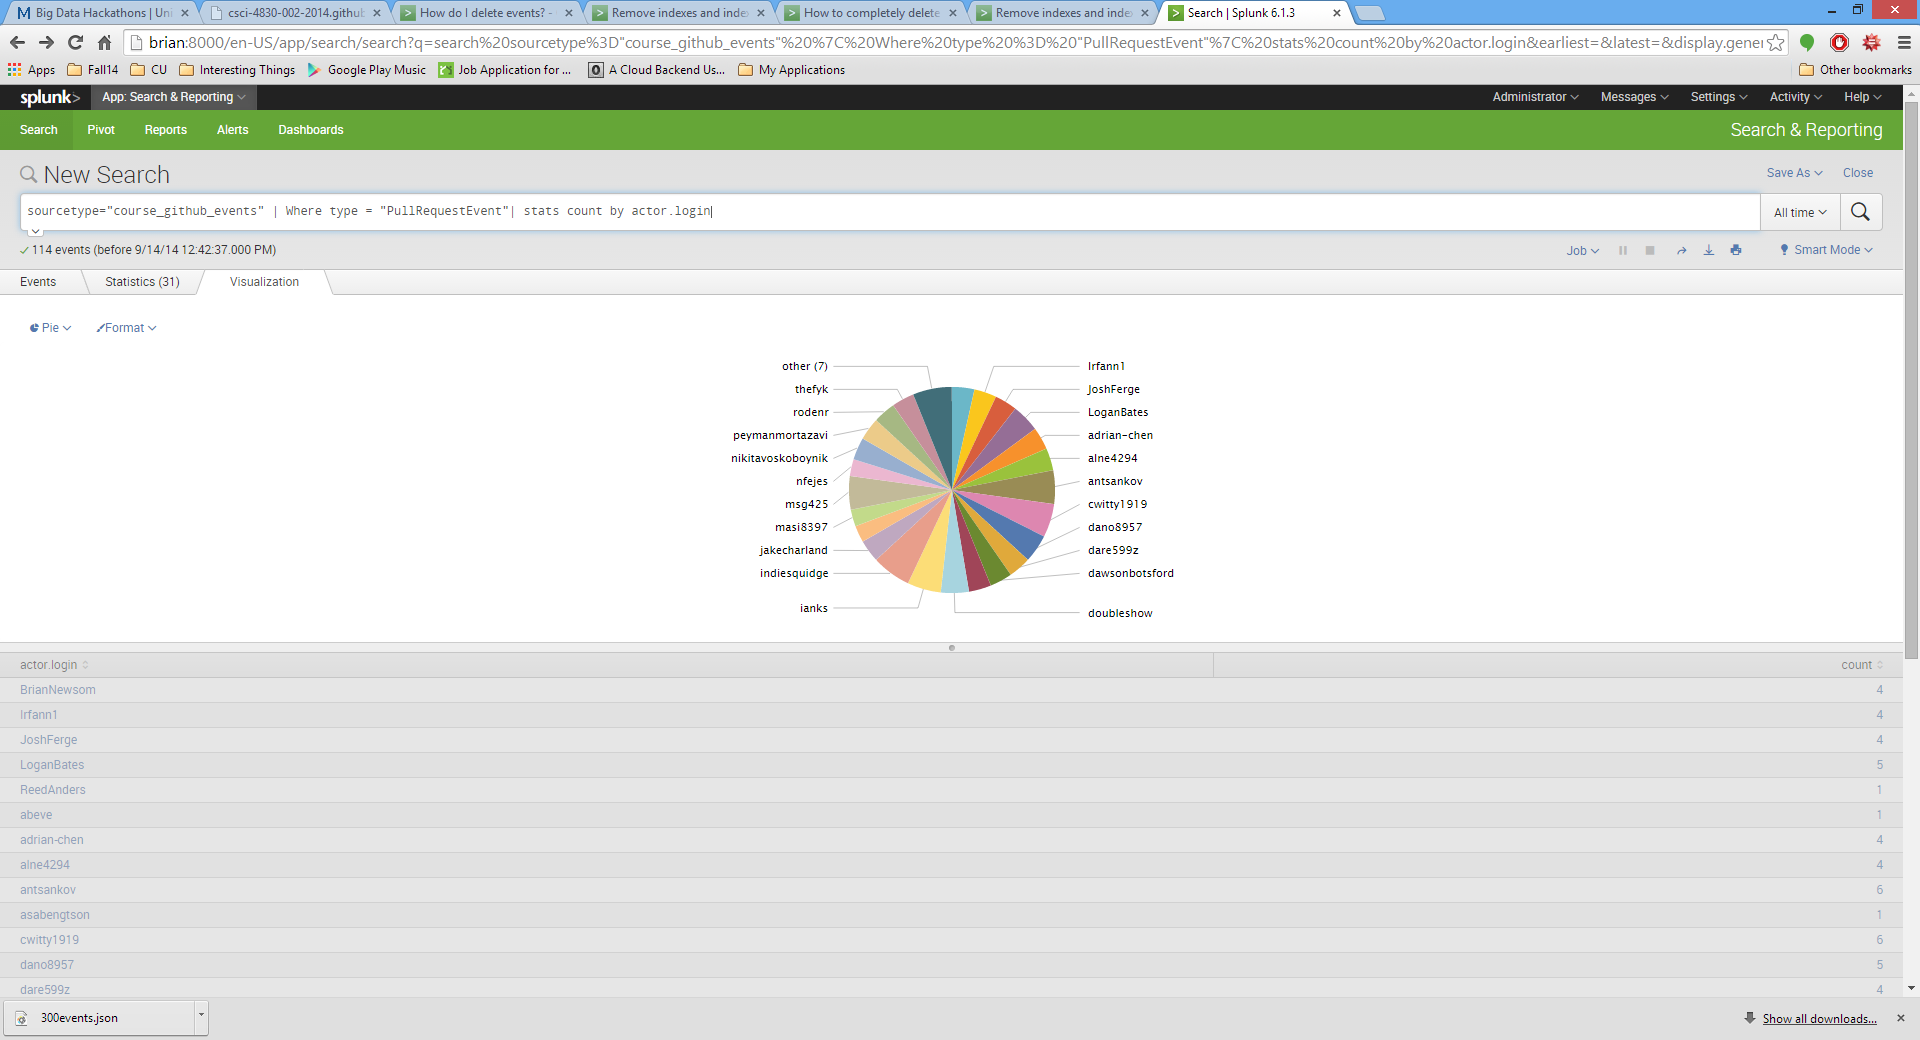 Big Data Hackathons | Uni
csci-4830-002-2014.github
How do I delete events? -
Remove indexes and index
How to completely delete
Remove indexes and index
Search | Splunk 6.1.3
brian:8000/en-US/app/search/search?q=search%20sourcetype%3D"course_github_events"%20%7C%20Where%20type%20%3D%20"PullRequestEvent"%7C%20stats%20count%20by%20actor.login&earliest=&latest=&display.gener
Apps
Fall14
CU
Interesting Things
Google Play Music
Job Application for ...
A Cloud Backend Us...
My Applications
Other bookmarks
splunk>
App: Search & Reporting
Administrator
Messages
Settings
Activity
Help
Search
Pivot
Reports
Alerts
Dashboards
Search & Reporting
New Search
Save As
Close
sourcetype="course_github_events" | Where type = "PullRequestEvent"| stats count by actor.login
All time
114 events (before 9/14/14 12:42:37.000 PM)
Job
Smart Mode
Events
Statistics (31)
Visualization
Pie
Format
other (7)
thefyk
rodenr
peymanmortazavi
nikitavoskoboynik
nfejes
msg425
masi8397
jakecharland
indiesquidge
ianks
Irfann1
JoshFerge
LoganBates
adrian-chen
alne4294
antsankov
cwitty1919
dano8957
dare599z
dawsonbotsford
doubleshow
actor.login count
BrianNewsom 4
Irfann1 4
JoshFerge 4
LoganBates 5
ReedAnders 1
abeve 1
adrian-chen 4
alne4294 4
antsankov 6
asabengtson 1
cwitty1919 6
dano8957 5
dare599z 4
300events.json
Show all downloads...